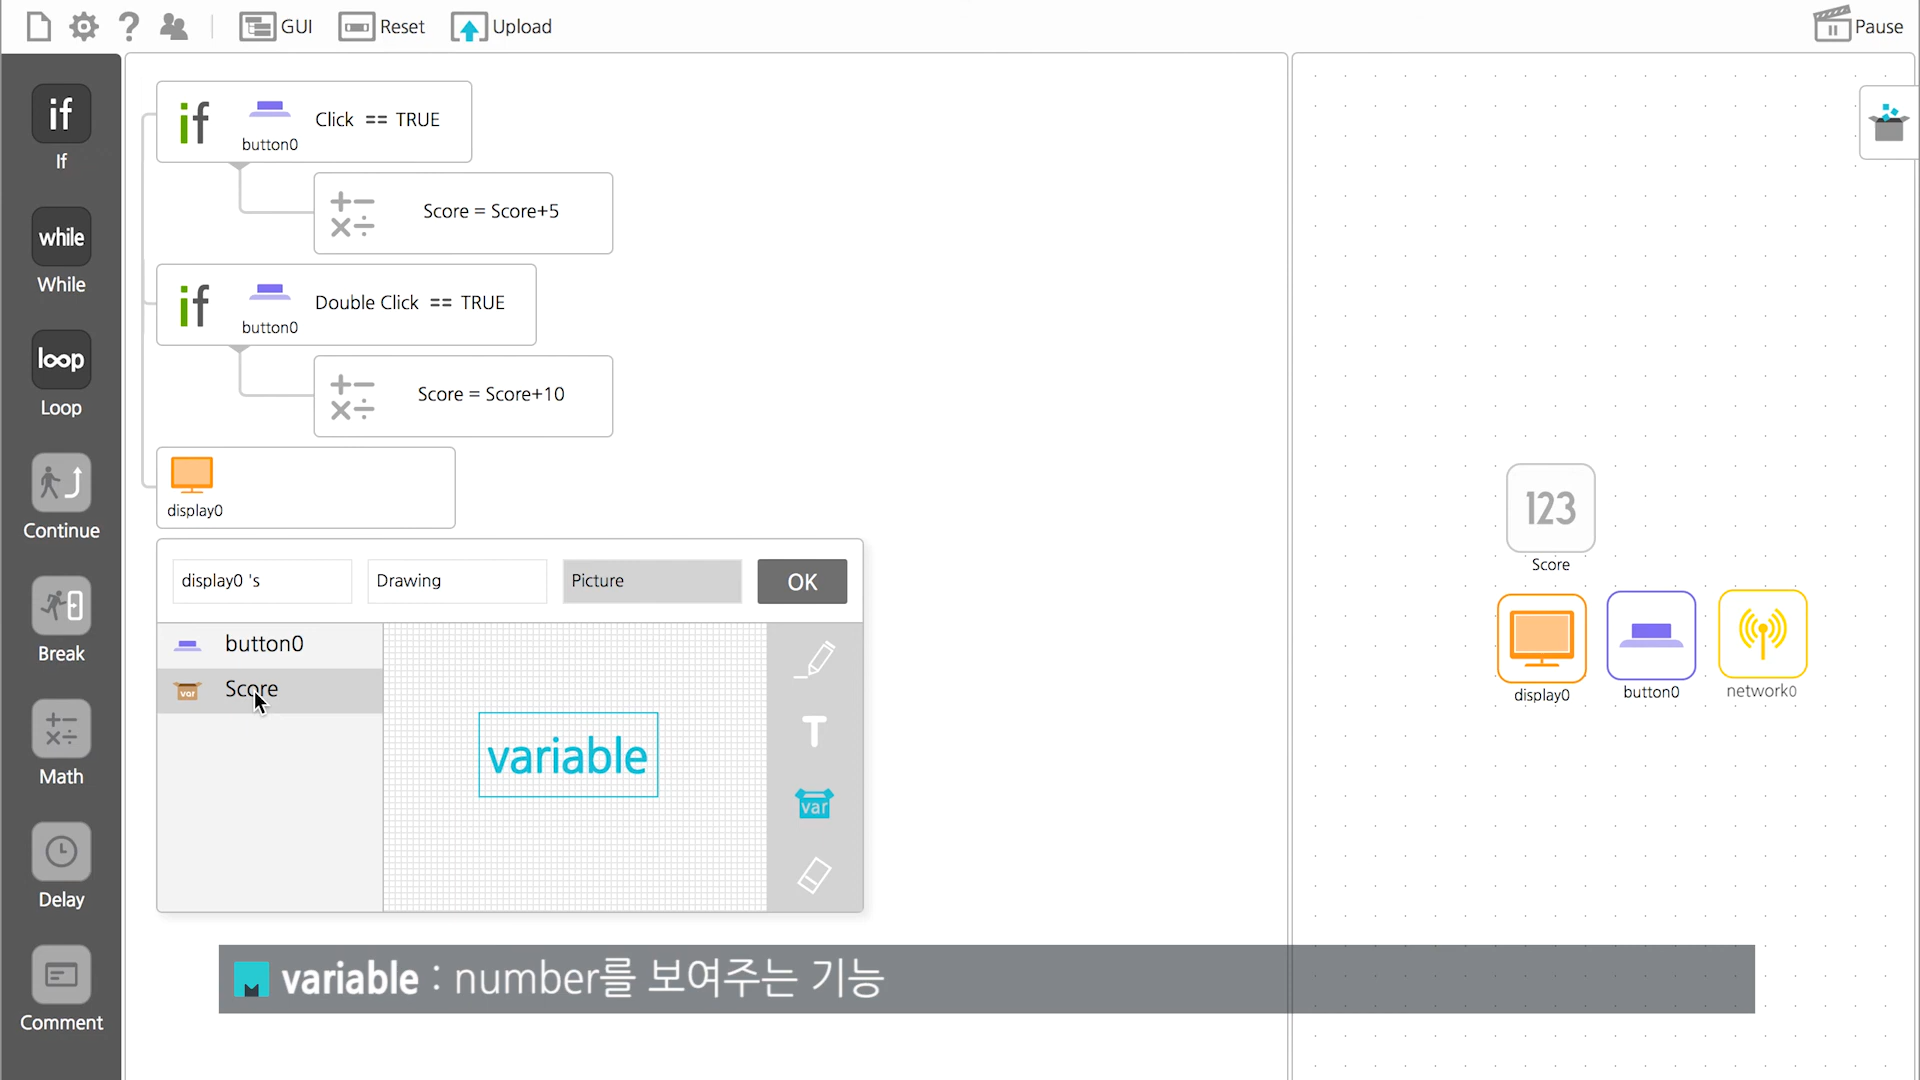 GUI
Reset
Upload
Pause
if
If
while
While
loop
Loop
Continue
Break
Math
Delay
Comment
if
button0
Click == TRUE
Score = Score+5
if
button0
Double Click == TRUE
Score = Score+10
display0
display0 's
Drawing
Picture
OK
button0
var
Score
variable
T
var
123
Score
display0
button0
network0
variable : number를 보여주는 기능